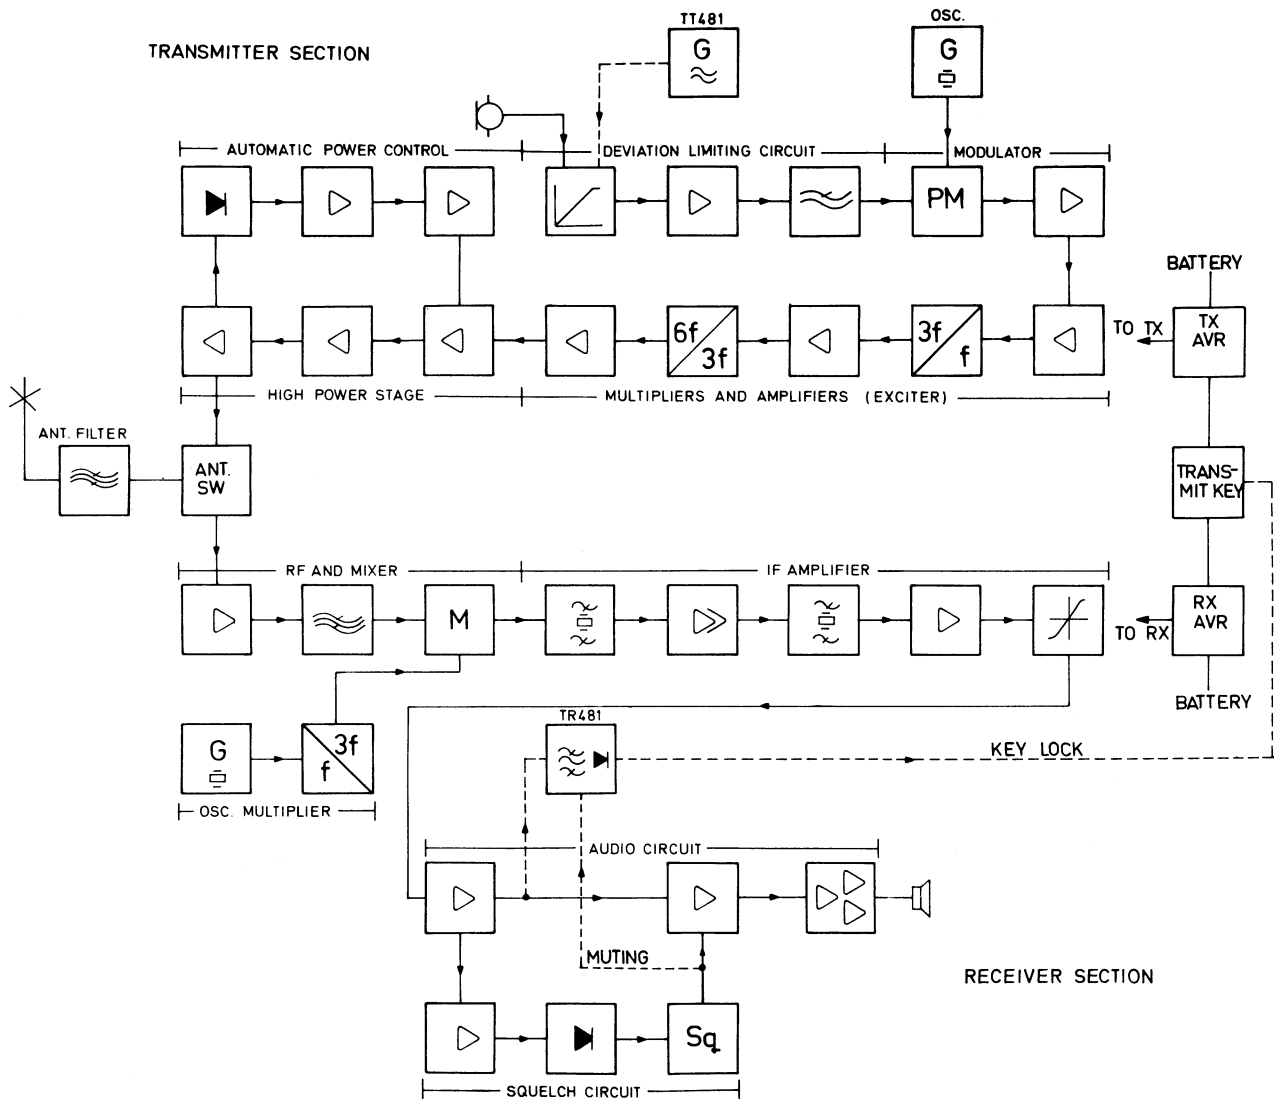 TT481
OSC.
TRANSMITTER SECTION
G
G
AUTOMATIC POWER CONTROL
DEVIATION LIMITING CIRCUIT
MODULATOR
PM
BATTERY
6f
3f
3f
f
TO TX
TX
AVR
HIGH POWER STAGE
MULTIPLIERS AND AMPLIFIERS (EXCITER)
ANT. FILTER
ANT.
SW
TRANS-
MIT KEY
RF AND MIXER
IF AMPLIFIER
M
RX
AVR
TO RX
BATTERY
TR481
G
3f
f
KEY LOCK
OSC. MULTIPLIER
AUDIO CIRCUIT
MUTING
RECEIVER SECTION
Sq
SQUELCH CIRCUIT